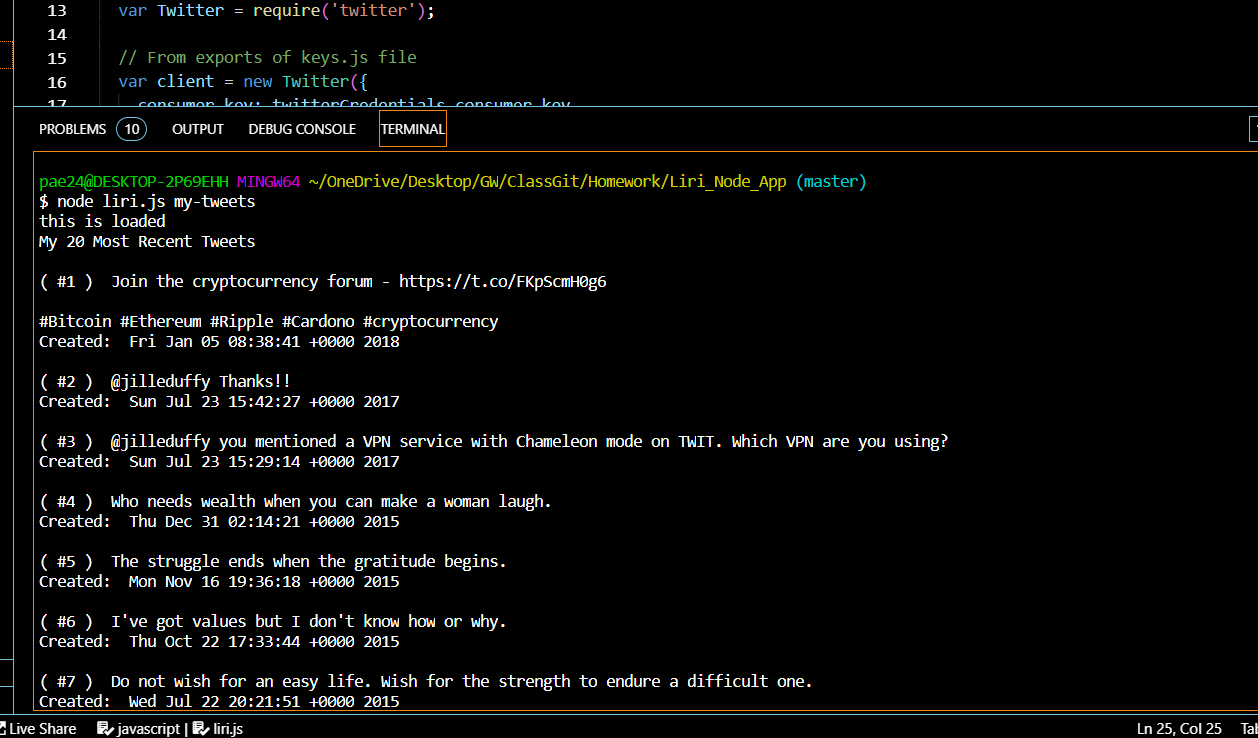 13 var Twitter = require('twitter');
14
15 // From exports of keys.js file
16 var client = new Twitter({
17 consumer_key: twitterCredentials.consumer_key,
PROBLEMS 10 OUTPUT DEBUG CONSOLE TERMINAL
pae24@DESKTOP-2P69EHH MINGW64 ~/OneDrive/Desktop/GW/ClassGit/Homework/Liri_Node_App (master)
$ node liri.js my-tweets
this is loaded
My 20 Most Recent Tweets
( #1 ) Join the cryptocurrency forum - https://t.co/FKpScmH0g6
#Bitcoin #Ethereum #Ripple #Cardono #cryptocurrency
Created: Fri Jan 05 08:38:41 +0000 2018
( #2 ) @jilleduffy Thanks!!
Created: Sun Jul 23 15:42:27 +0000 2017
( #3 ) @jilleduffy you mentioned a VPN service with Chameleon mode on TWIT. Which VPN are you using?
Created: Sun Jul 23 15:29:14 +0000 2017
( #4 ) Who needs wealth when you can make a woman laugh.
Created: Thu Dec 31 02:14:21 +0000 2015
( #5 ) The struggle ends when the gratitude begins.
Created: Mon Nov 16 19:36:18 +0000 2015
( #6 ) I've got values but I don't know how or why.
Created: Thu Oct 22 17:33:44 +0000 2015
( #7 ) Do not wish for an easy life. Wish for the strength to endure a difficult one.
Created: Wed Jul 22 20:21:51 +0000 2015
Live Share javascript | liri.js Ln 25, Col 25